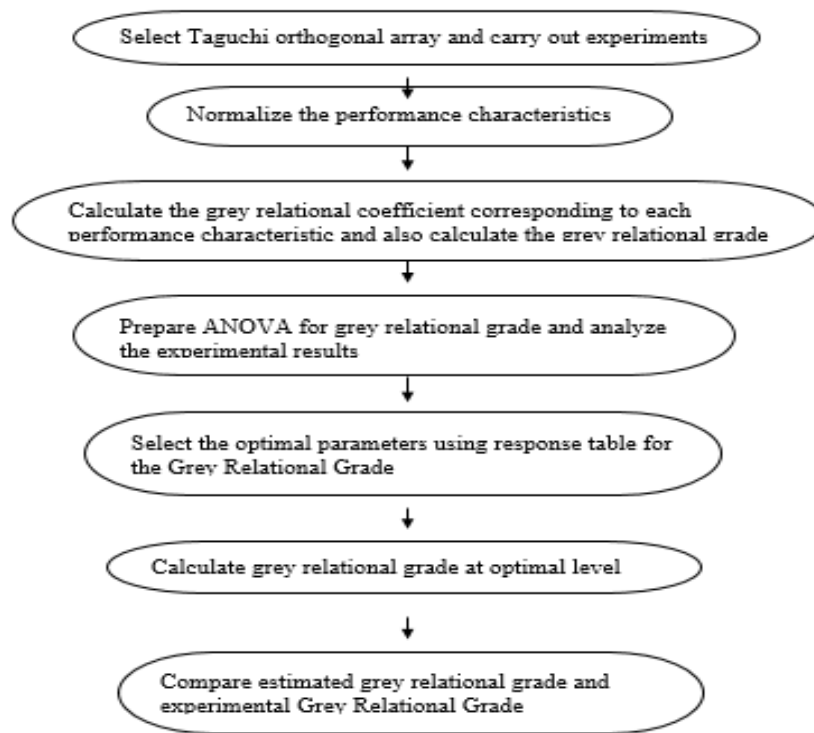 Select Taguchi orthogonal array and carry out experiments
Normalize the performance characteristics
Calculate the grey relational coefficient corresponding to each
performance characteristic and also calculate the grey relational grade
Prepare ANOVA for grey relational grade and analyze
the experimental results
Select the optimal parameters using response table for
the Grey Relational Grade
Calculate grey relational grade at optimal level
Compare estimated grey relational grade and
experimental Grey Relational Grade